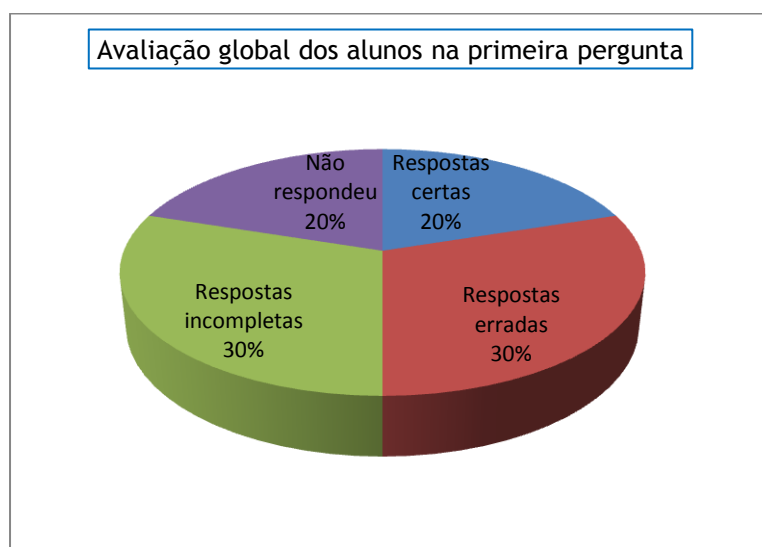 Avaliação global dos alunos na primeira pergunta
Não
respondeu
20%
Respostas
certas
20%
Respostas
incompletas
30%
Respostas
erradas
30%